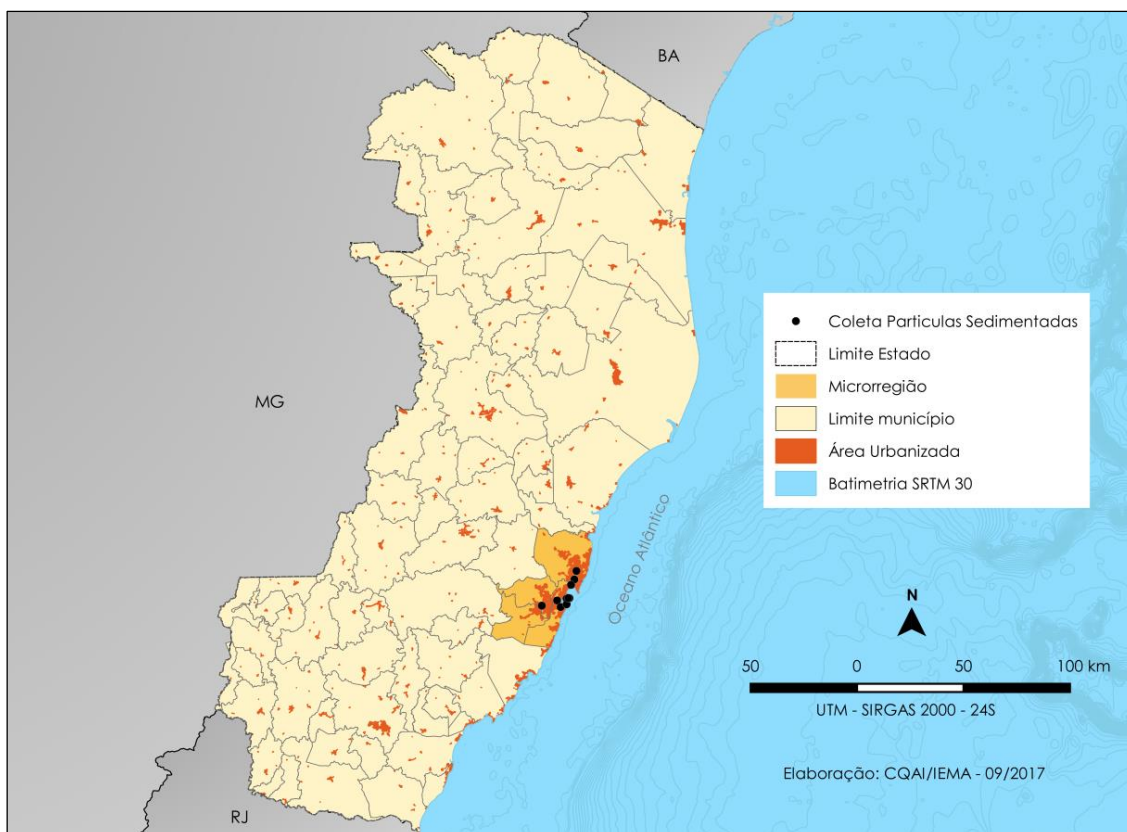 BA
MG
Coleta Particulas Sedimentadas
Limite Estado
Microrregião
Limite município
Área Urbanizada
Batimetria SRTM 30
Oceano Atlântico
N
50 0 50 100 km
UTM - SIRGAS 2000 - 24S
Elaboração: CQAI/IEMA - 09/2017
RJ